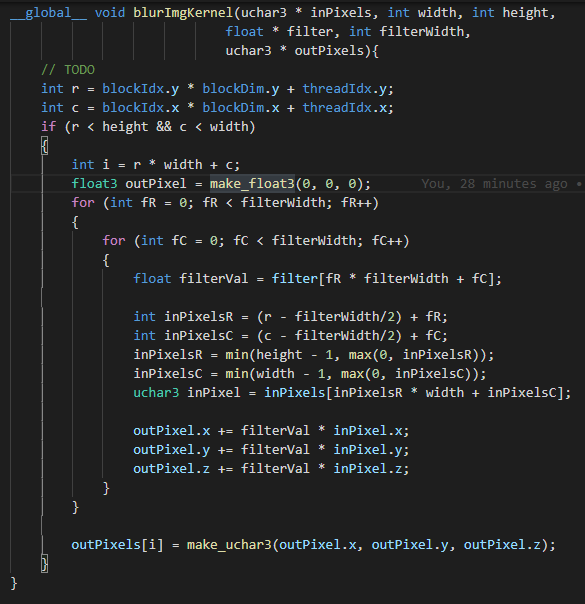 __global__ void blurImgKernel(uchar3 * inPixels, int width, int height,
float * filter, int filterWidth,
uchar3 * outPixels){
// TODO
int r = blockIdx.y * blockDim.y + threadIdx.y;
int c = blockIdx.x * blockDim.x + threadIdx.x;
if (r < height && c < width)
{
int i = r * width + c;
float3 outPixel = make_float3(0, 0, 0); You, 28 minutes ago •
for (int fR = 0; fR < filterWidth; fR++)
{
for (int fC = 0; fC < filterWidth; fC++)
{
float filterVal = filter[fR * filterWidth + fC];
int inPixelsR = (r - filterWidth/2) + fR;
int inPixelsC = (c - filterWidth/2) + fC;
inPixelsR = min(height - 1, max(0, inPixelsR));
inPixelsC = min(width - 1, max(0, inPixelsC));
uchar3 inPixel = inPixels[inPixelsR * width + inPixelsC];
outPixel.x += filterVal * inPixel.x;
outPixel.y += filterVal * inPixel.y;
outPixel.z += filterVal * inPixel.z;
}
}
outPixels[i] = make_uchar3(outPixel.x, outPixel.y, outPixel.z);
}
}